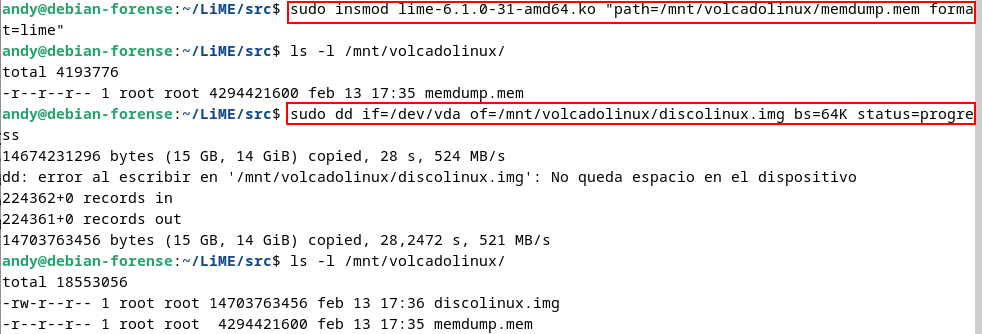 andy@debian-forense:~/LiME/src$ sudo insmod lime-6.1.0-31-amd64.ko "path=/mnt/volcadolinux/memdump.mem forma
t=lime"
andy@debian-forense:~/LiME/src$ ls -l /mnt/volcadolinux/
total 4193776
-r--r--r-- 1 root root 4294421600 feb 13 17:35 memdump.mem
andy@debian-forense:~/LiME/src$ sudo dd if=/dev/vda of=/mnt/volcadolinux/discolinux.img bs=64K status=progre
ss
14674231296 bytes (15 GB, 14 GiB) copied, 28 s, 524 MB/s
dd: error al escribir en '/mnt/volcadolinux/discolinux.img': No queda espacio en el dispositivo
224362+0 records in
224361+0 records out
14703763456 bytes (15 GB, 14 GiB) copied, 28,2472 s, 521 MB/s
andy@debian-forense:~/LiME/src$ ls -l /mnt/volcadolinux/
total 18553056
-rw-r--r-- 1 root root 14703763456 feb 13 17:36 discolinux.img
-r--r--r-- 1 root root  4294421600 feb 13 17:35 memdump.mem